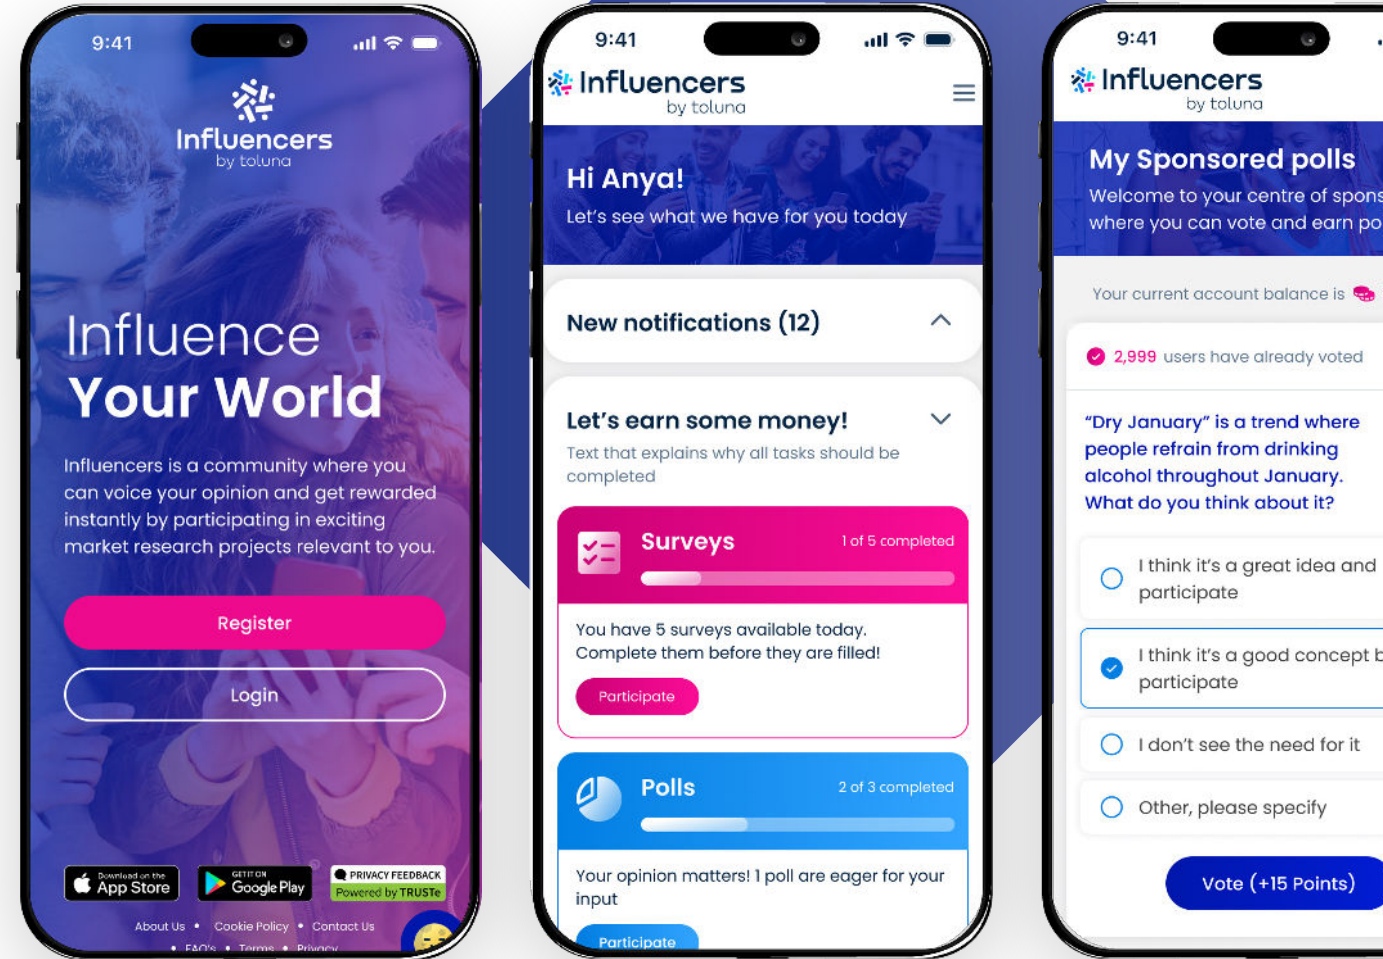 9:41
Influencers
by toluna
Influence
Your World
Influencers is a community where you
can voice your opinion and get rewarded
instantly by participating in exciting
market research projects relevant to you.
Register
Login
Download on the
App Store
GET IT ON
Google Play
PRIVACY FEEDBACK
Powered by TRUSTe
About Us • Cookie Policy • Contact Us
• FAQ's • Terms • Privacy
9:41
Influencers
by toluna
Hi Anya!
Let's see what we have for you today
New notifications (12)
Let's earn some money!
Text that explains why all tasks should be
completed
Surveys
1 of 5 completed
You have 5 surveys available today.
Complete them before they are filled!
Participate
Polls
2 of 3 completed
Your opinion matters! 1 poll are eager for your
input
Participate
9:41
Influencers
by toluna
My Sponsored polls
Welcome to your centre of spons
where you can vote and earn po
Your current account balance is
2,999 users have already voted
“Dry January” is a trend where
people refrain from drinking
alcohol throughout January.
What do you think about it?
I think it's a great idea and
participate
I think it's a good concept b
participate
I don't see the need for it
Other, please specify
Vote (+15 Points)